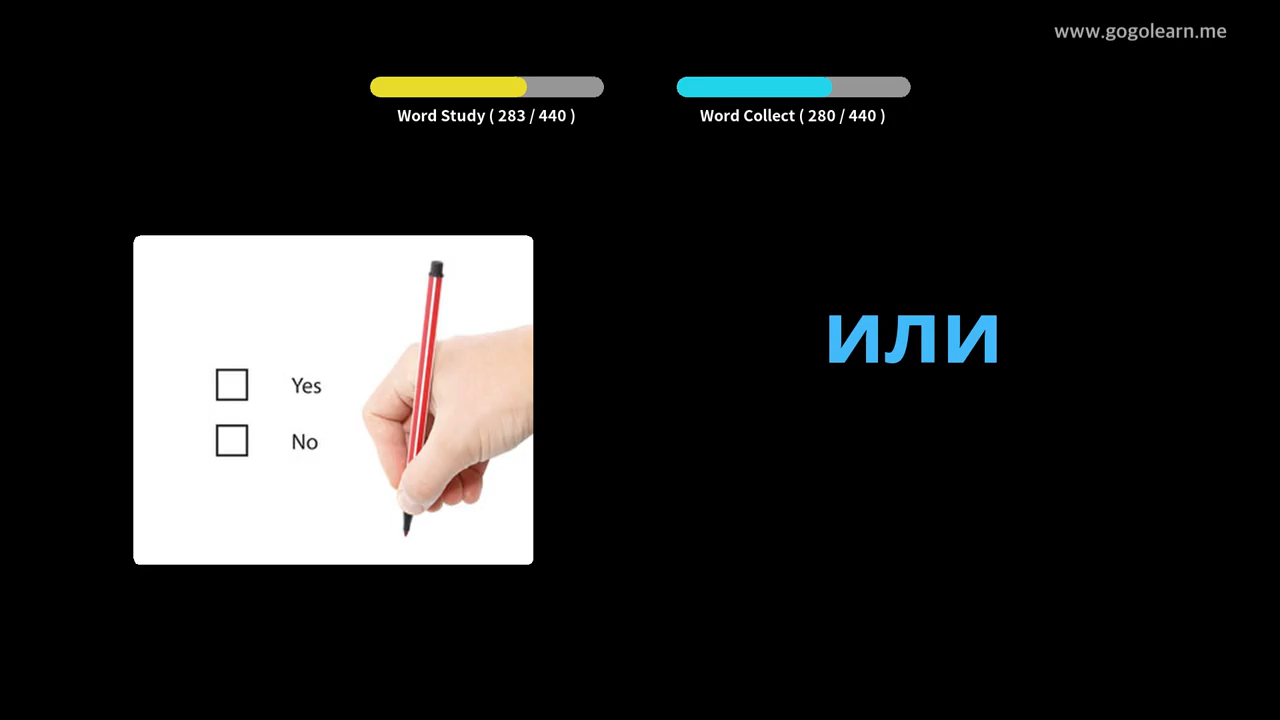 www.gogolearn.me
Word Study ( 283 / 440 )
Word Collect ( 280 / 440 )
или
Yes
No